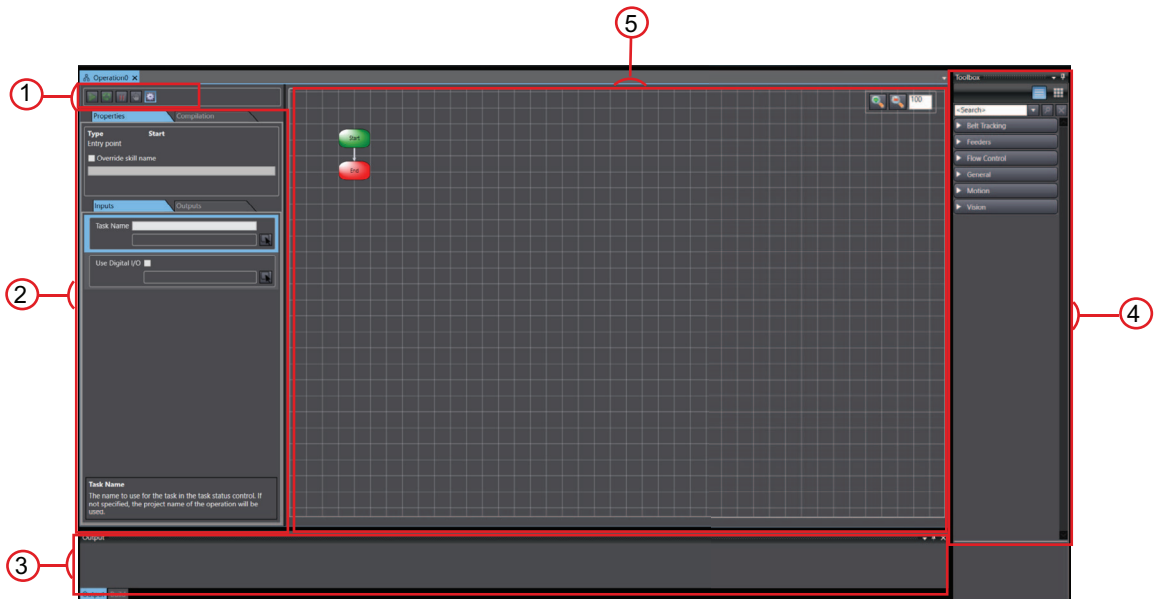 5
Operation0
Toolbox
1
100
<Search>
Properties Compilation
Belt Tracking
Type Start
Entry point
Start
Feeders
Override skill name
Flow Control
End
General
Motion
Inputs Outputs
Vision
Task Name
Use Digital I/O
2
4
Task Name
The name to use for the task in the task status control. If
not specified, the project name of the operation will be
used.
Output
3
Output